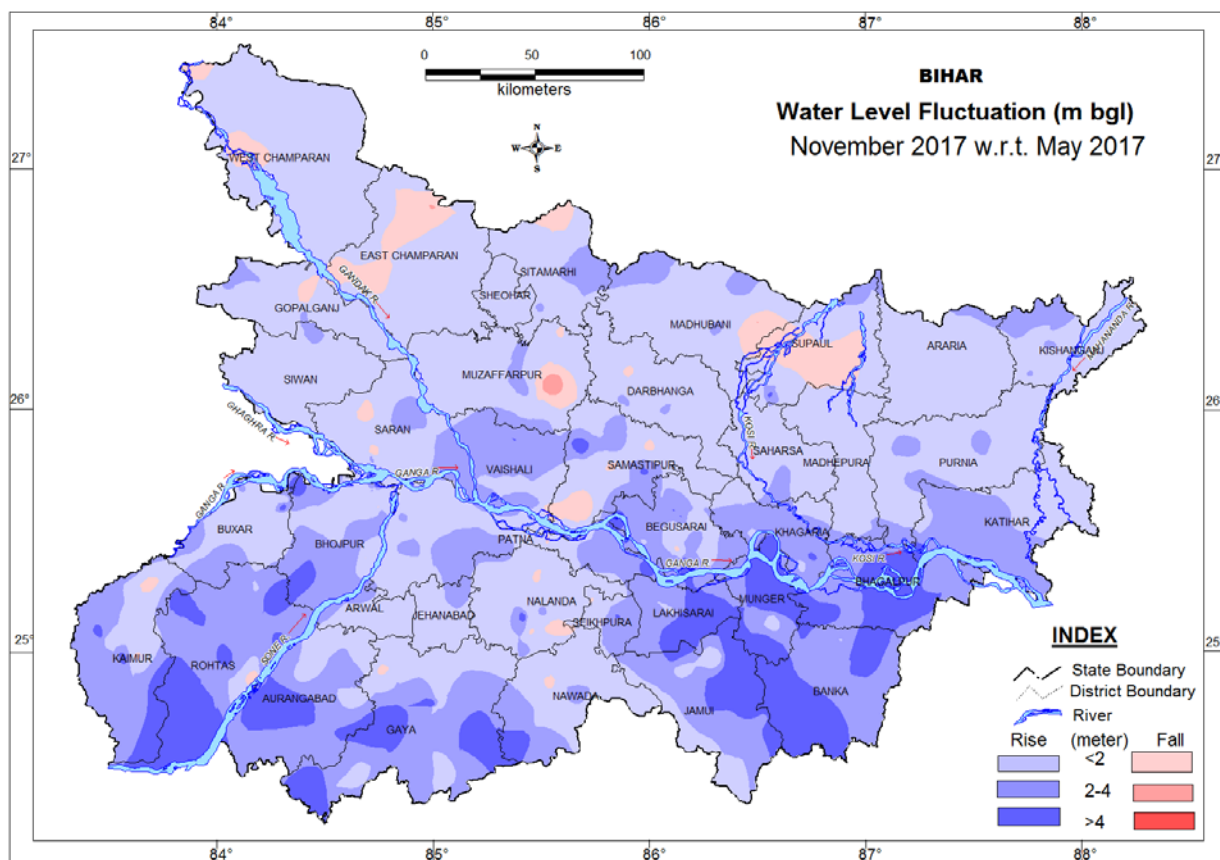 84° 85° 86° 87° 88°
0 50 100
kilometers
BIHAR
Water Level Fluctuation (m bgl)
November 2017 w.r.t. May 2017
N
W E
S
27° 27°
WEST CHAMPARAN
EAST CHAMPARAN
SITAMARHI
SHEOHAR
GANDAK R.
GOPALGANJ
MADHUBANI
SUPAUL
ARARIA
KISHANGANJ
MAHANANDA R.
SIWAN
MUZAFFARPUR
DARBHANGA
26° 26°
GHAGHRA R.
SARAN
KOSI R.
SAHARSA
MADHEPURA
PURNIA
GANGA R.
VAISHALI
SAMASTIPUR
GANGA R.
BUXAR
BHOJPUR
PATNA
BEGUSARAI
KHAGARIA
KATIHAR
GANGA R.
KOSI R.
BHAGALPUR
ARWAL
JEHANABAD
NALANDA
SEIKHPURA
LAKHISARAI
MUNGER
25° 25°
KAIMUR
ROHTAS
SONE R.
AURANGABAD
GAYA
NAWADA
JAMUI
BANKA
INDEX
State Boundary
District Boundary
River
Rise (meter) Fall
<2
2-4
>4
84° 85° 86° 87° 88°